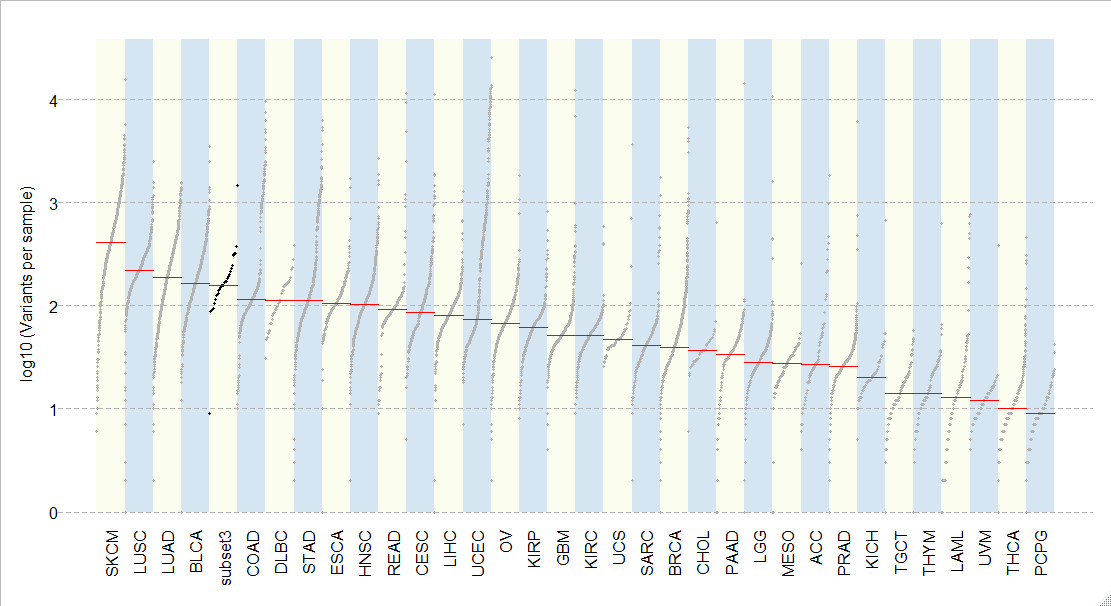 log10 (Variants per sample)
4
3
2
1
0
SKCM
LUSC
LUAD
BLCA
subset3
COAD
DLBC
STAD
ESCA
HNSC
READ
CESC
LIHC
UCEC
OV
KIRP
GBM
KIRC
UCS
SARC
BRCA
CHOL
PAAD
LGG
MESO
ACC
PRAD
KICH
TGCT
THYM
LAML
UVM
THCA
PCPG